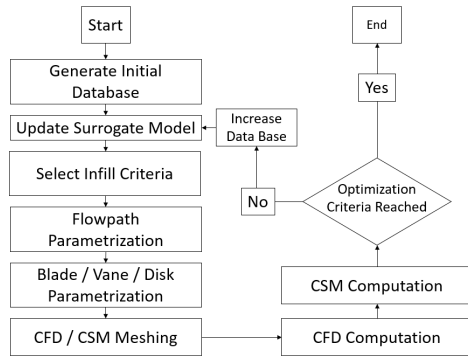 Start
Generate Initial
Database
Update Surrogate Model
Select Infill Criteria
Flowpath
Parametrization
Blade / Vane / Disk
Parametrization
CFD / CSM Meshing
CFD Computation
CSM Computation
Optimization
Criteria Reached
No
Increase
Data Base
Yes
End